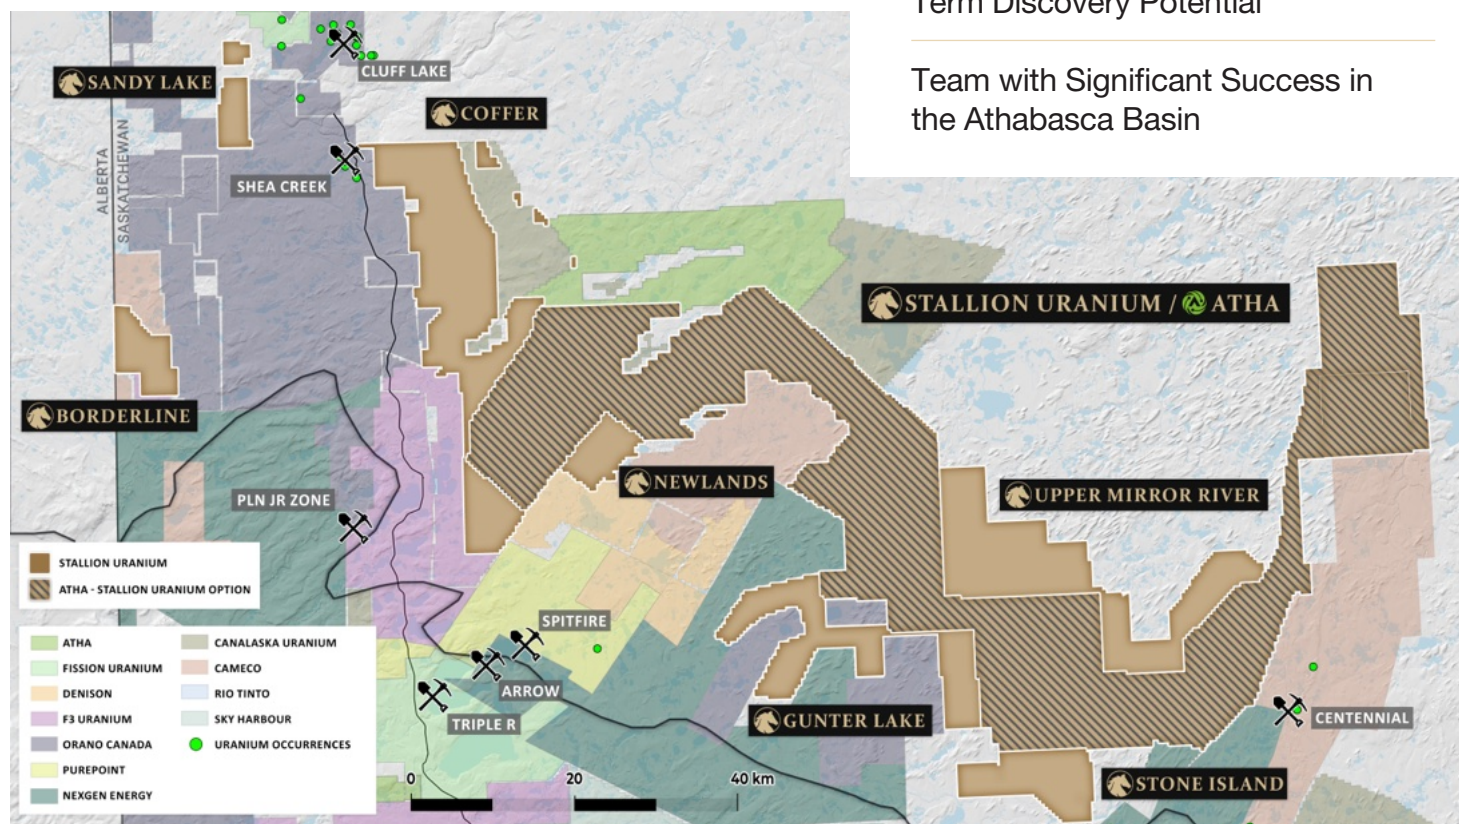 Term Discovery Potential
Team with Significant Success in
the Athabasca Basin
CLUFF LAKE
SANDY LAKE
COFFER
ALBERTA
SASKATCHEWAN
SHEA CREEK
STALLION URANIUM / ATHA
BORDERLINE
NEWLANDS
PLN JR ZONE
UPPER MIRROR RIVER
STALLION URANIUM
ATHA - STALLION URANIUM OPTION
SPITFIRE
ATHA
FISSION URANIUM
DENISON
F3 URANIUM
ORANO CANADA
PUREPOINT
NEXGEN ENERGY
CANALASKA URANIUM
CAMECO
RIO TINTO
SKY HARBOUR
URANIUM OCCURRENCES
ARROW
TRIPLE R
GUNTER LAKE
CENTENNIAL
0 20 40 km
STONE ISLAND